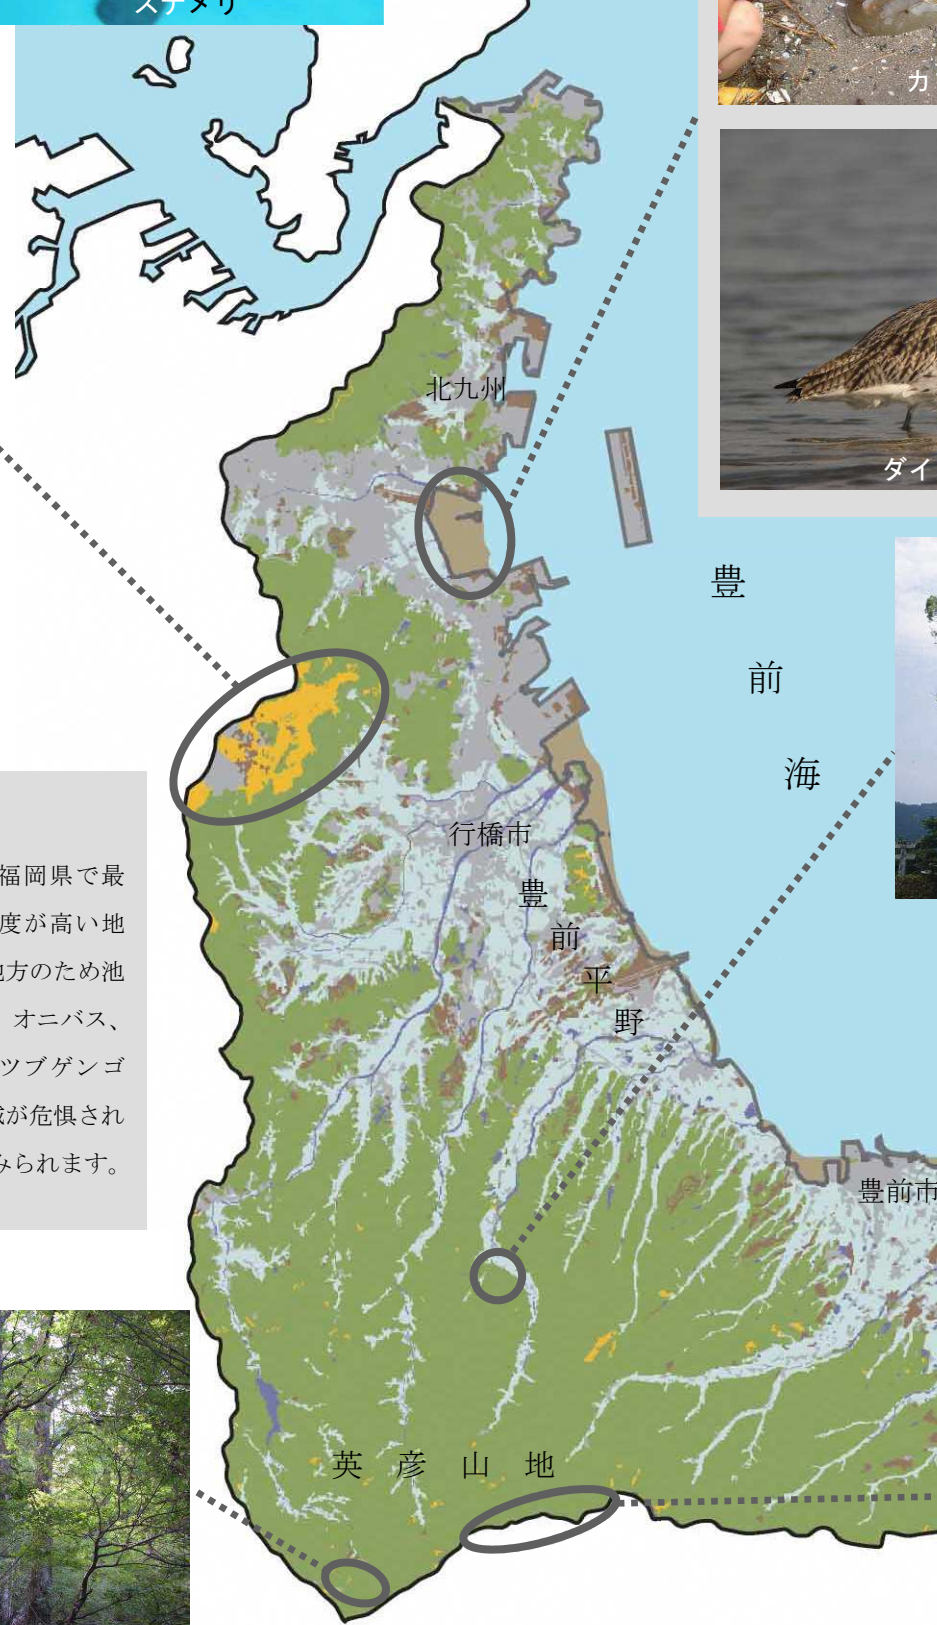 スナメリ
カ
ダイ
北九州
豊前海
行橋市
豊前平野
福岡県で最
度が高い地
地方のため池
オニバス、
ツブゲンゴ
滅が危惧され
みられます。
豊前市
英彦山地